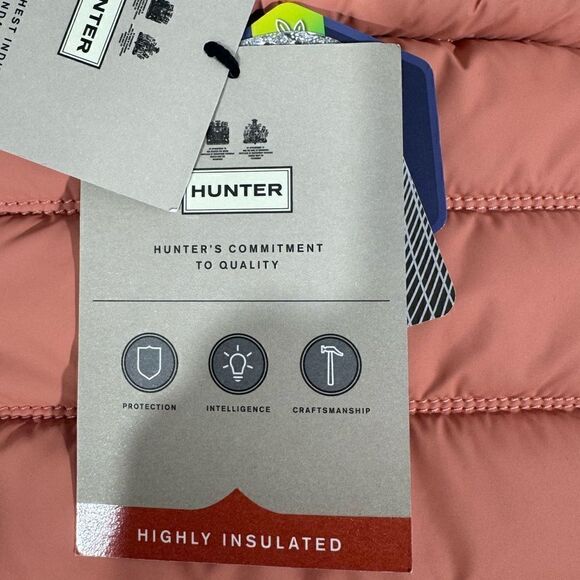 HUNTER
HUNTER
HUNTER'S COMMITMENT
TO QUALITY
PROTECTION
INTELLIGENCE
CRAFTSMANSHIP
HIGHLY INSULATED